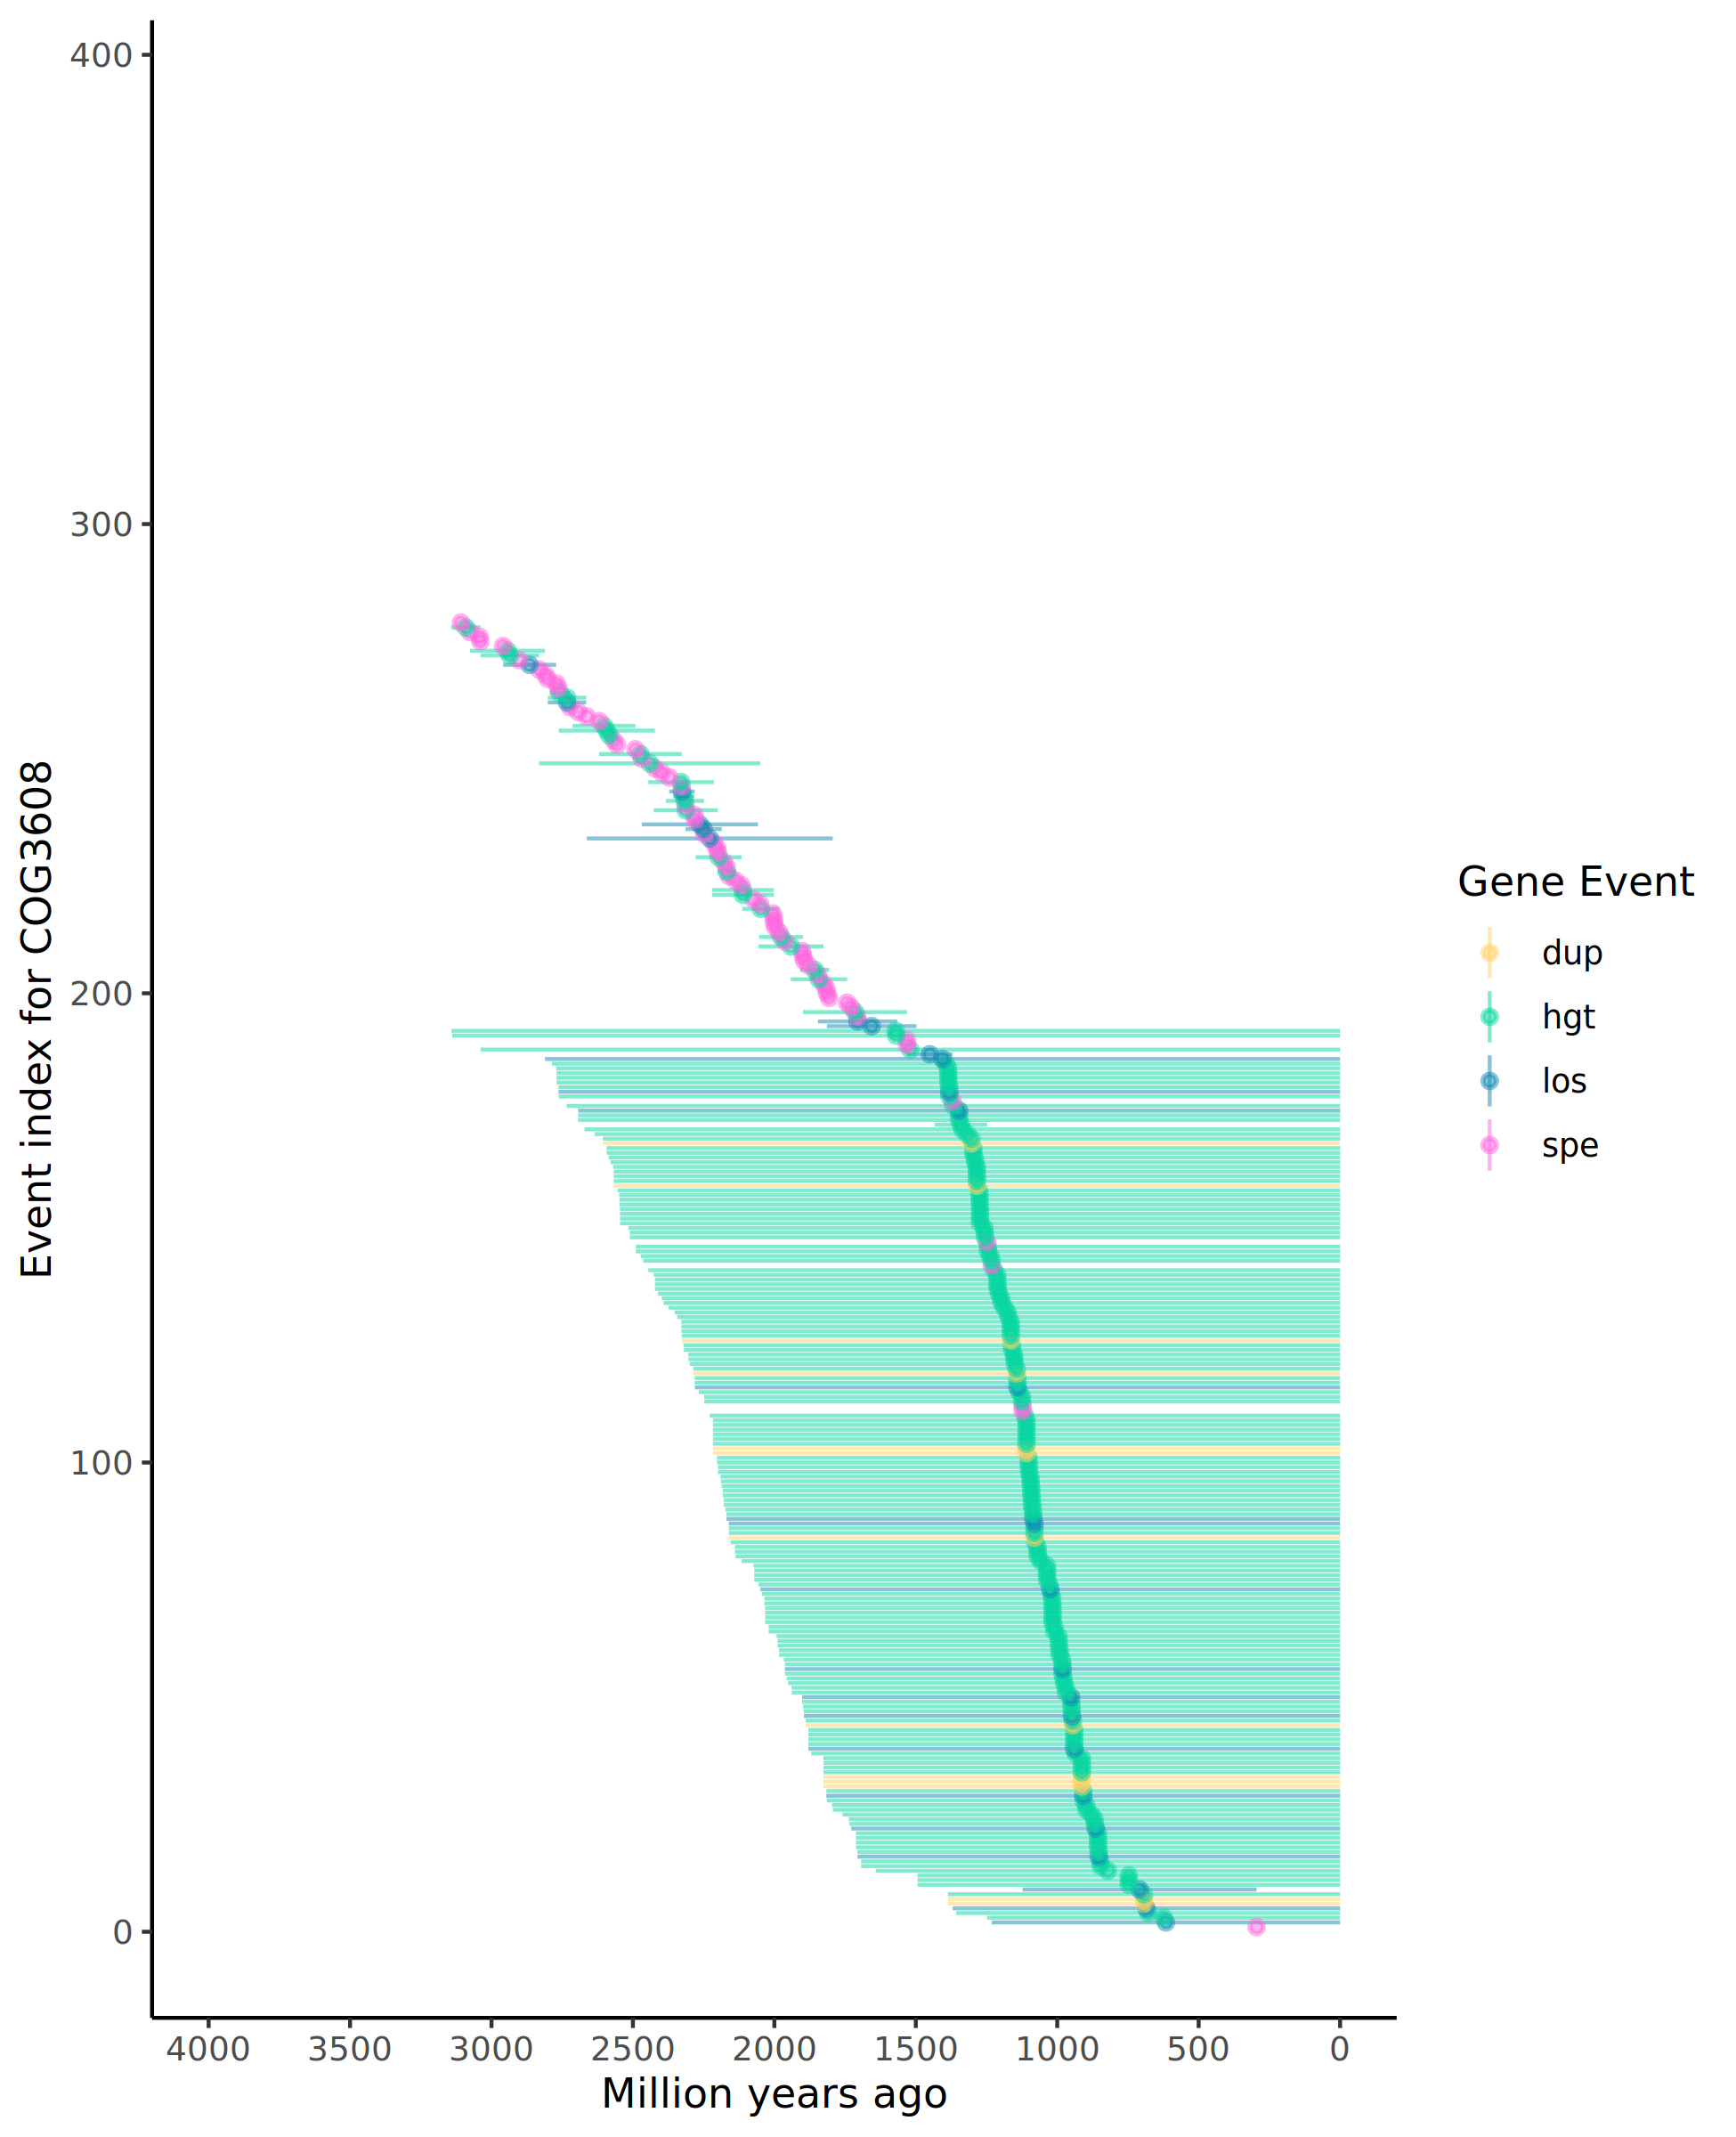 400
300
200
100
0
Event index for COG3608
4000 3500 3000 2500 2000 1500 1000 500 0
Million years ago
Gene Event
dup
hgt
los
spe